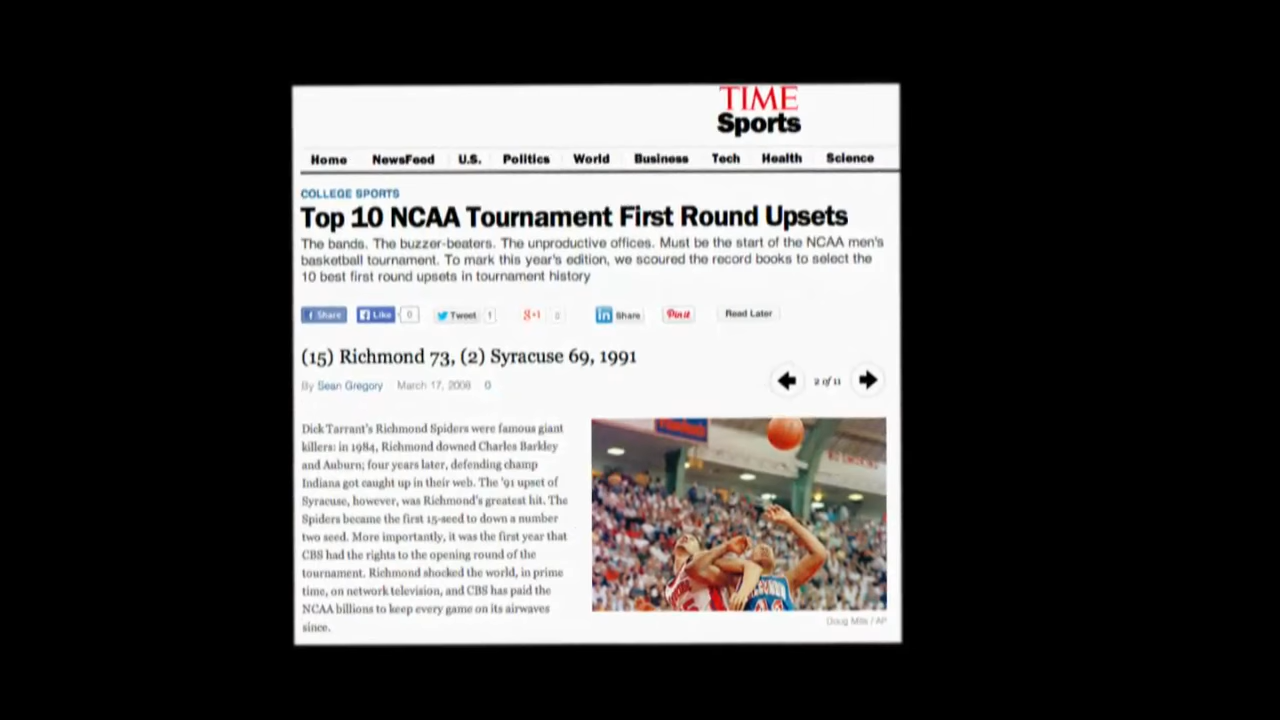 TIME
Sports
Home NewsFeed U.S. Politics World Business Tech Health Science
COLLEGE SPORTS
Top 10 NCAA Tournament First Round Upsets
The bands. The buzzer-beaters. The unproductive offices. Must be the start of the NCAA men's
basketball tournament. To mark this year's edition, we scoured the record books to select the
10 best first round upsets in tournament history
Share Like 0 Tweet 1 g+1 0 in Share Pin it Read Later
(15) Richmond 73, (2) Syracuse 69, 1991
By Sean Gregory March 17, 2008 0
2 of 11
Dick Tarrant's Richmond Spiders were famous giant
killers: in 1984, Richmond downed Charles Barkley
and Auburn; four years later, defending champ
Indiana got caught up in their web. The '91 upset of
Syracuse, however, was Richmond's greatest hit. The
Spiders became the first 15-seed to down a number
two seed. More importantly, it was the first year that
CBS had the rights to the opening round of the
tournament. Richmond shocked the world, in prime
time, on network television, and CBS has paid the
NCAA billions to keep every game on its airwaves
since.
NO SMOKING
Doug Mills / AP